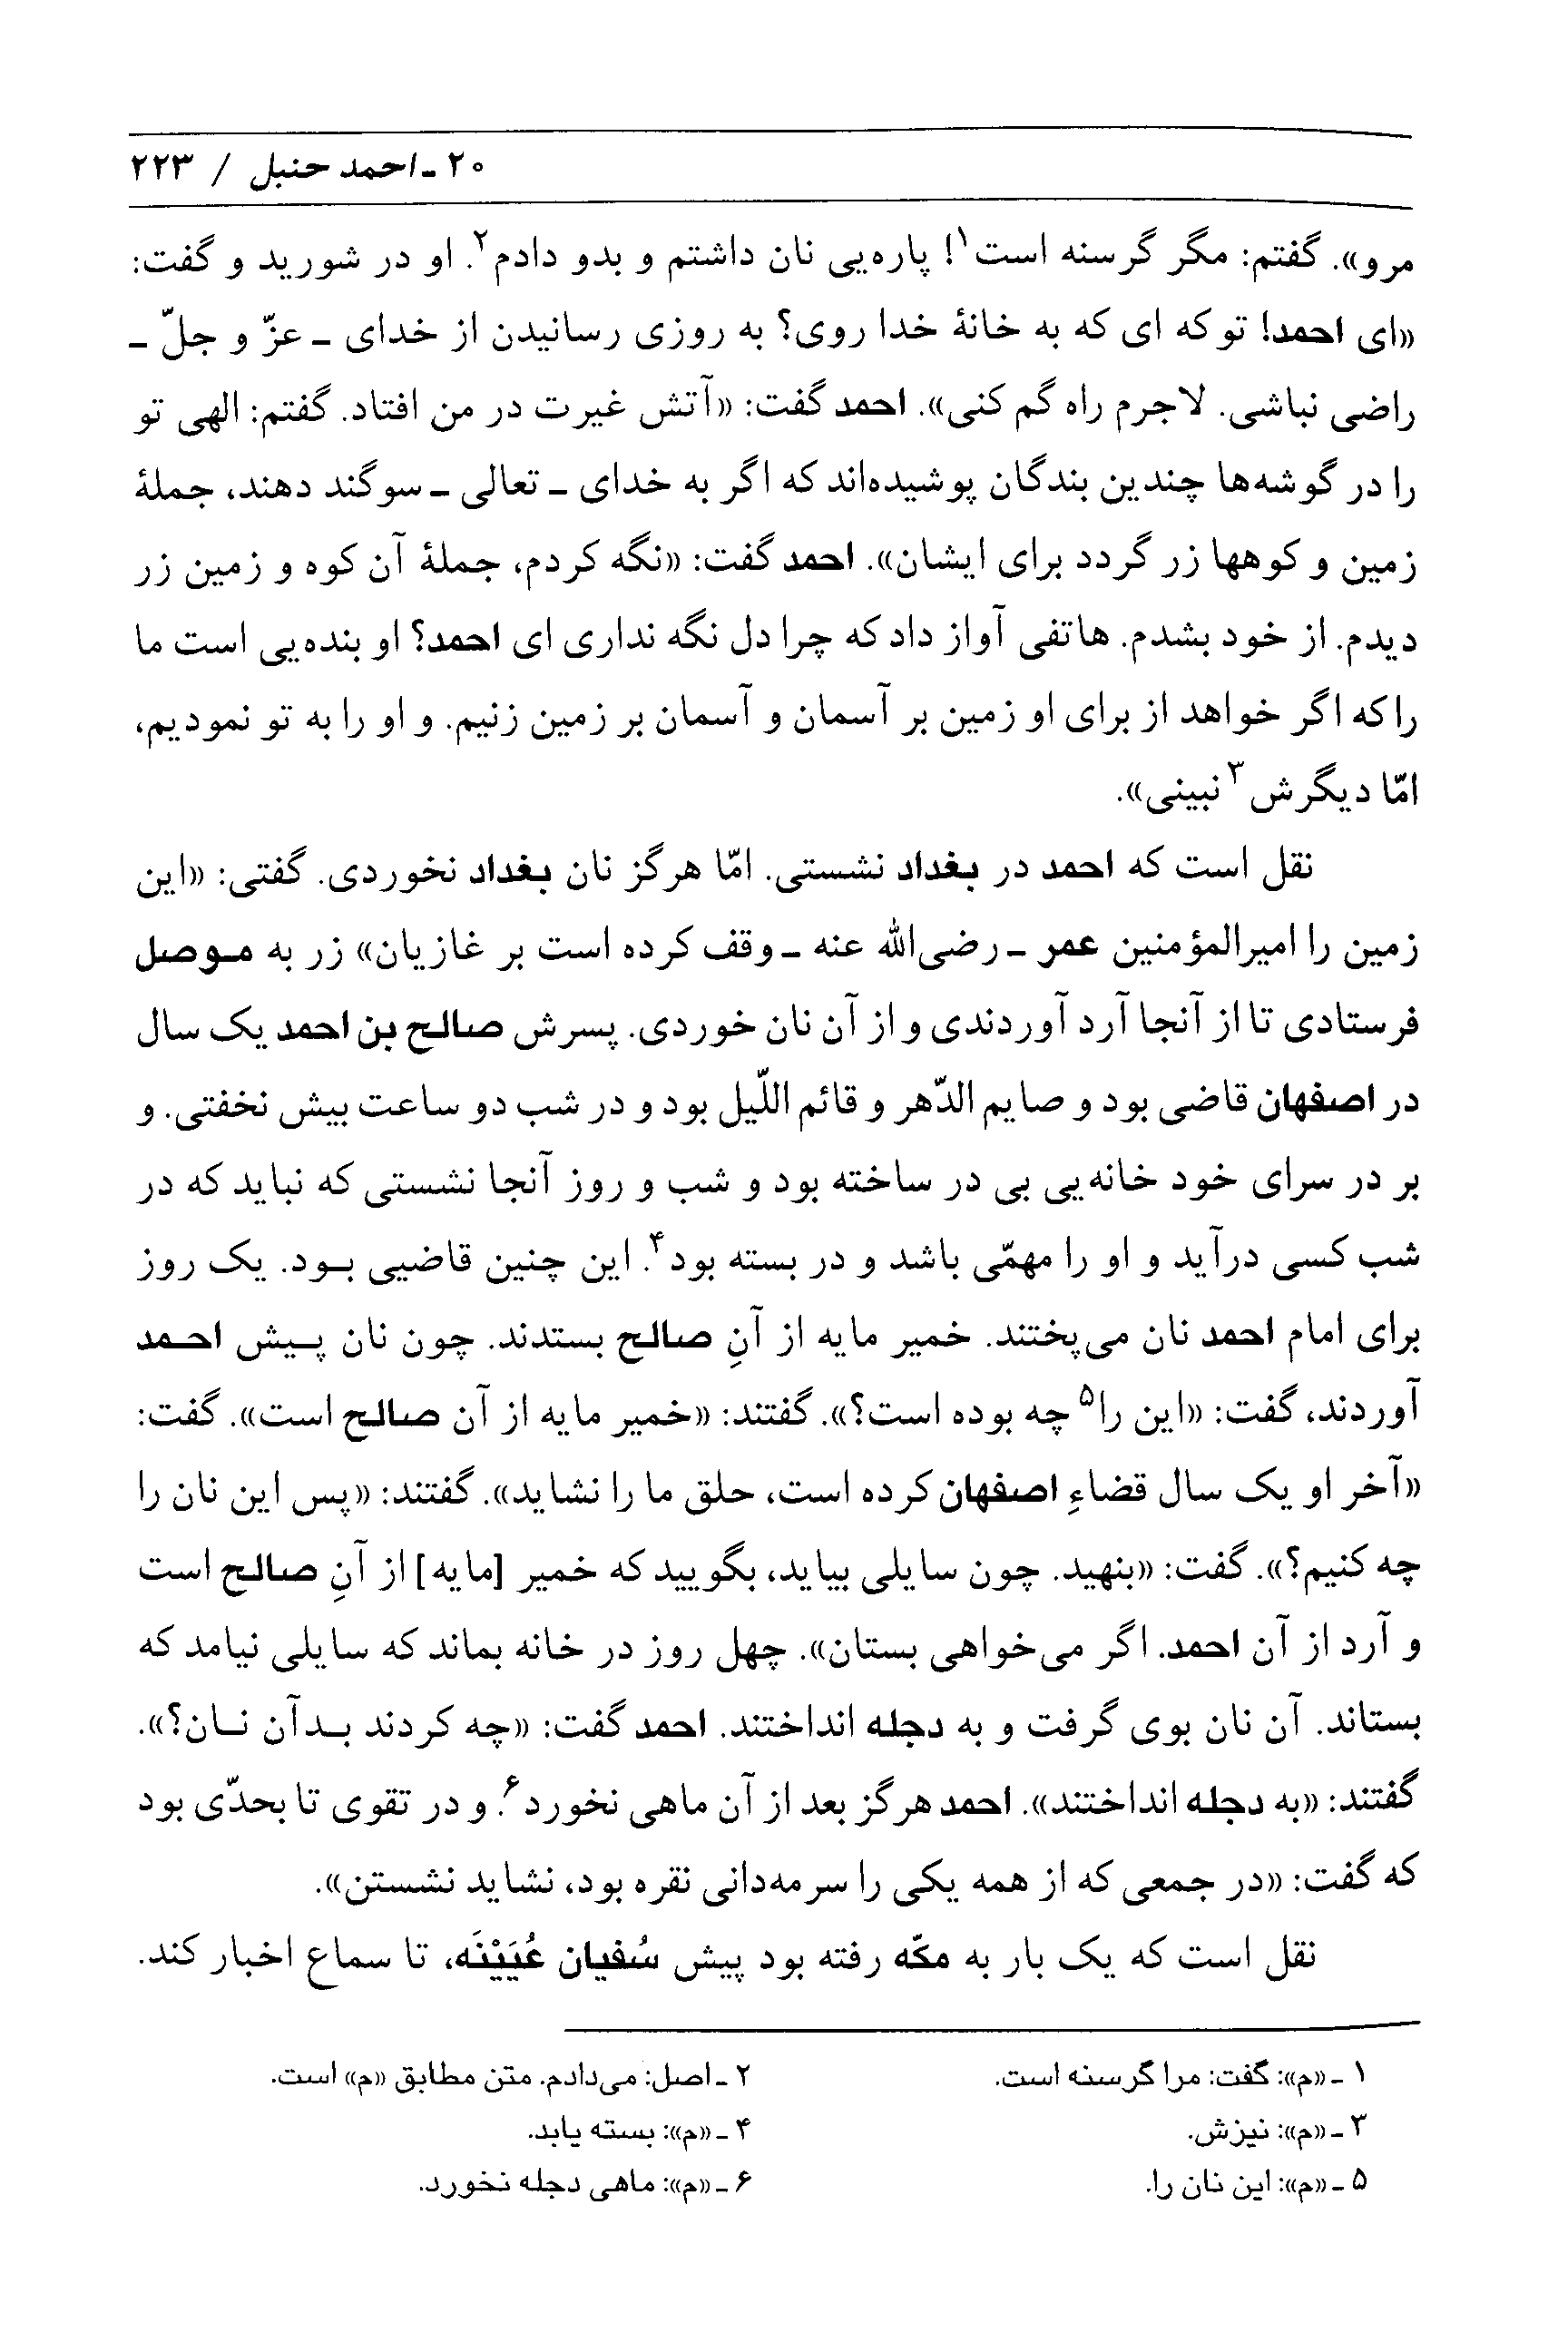 ۲۰ ـ احمد حنبل / ۲۲۳
مرو». گفتم: مگر گرسنه است۱! پاره‌یی نان داشتم و بدو دادم۲. او در شورید و گفت:
«ای احمد! تو که ای که به خانهٔ خدا روی؟ به روزی رسانیدن از خدای ـ عزّ و جلّ ـ
راضی نباشی. لاجرم راه گم کنی». احمد گفت: «آتش غیرت در من افتاد. گفتم: الهی تو
را در گوشه‌ها چندین بندگان پوشیده‌اند که اگر به خدای ـ تعالی ـ سوگند دهند، جملهٔ
زمین و کوهها زر گردد برای ایشان». احمد گفت: «نگه کردم، جملهٔ آن کوه و زمین زر
دیدم. از خود بشدم. هاتفی آواز داد که چرا دل نگه نداری ای احمد؟ او بنده‌یی است ما
را که اگر خواهد از برای او زمین بر آسمان و آسمان بر زمین زنیم. و او را به تو نمودیم،
امّا دیگرش۳ نبینی».
نقل است که احمد در بغداد نشستی. امّا هرگز نان بغداد نخوردی. گفتی: «این
زمین را امیرالمؤمنین عمر ـ رضی‌الله عنه ـ وقف کرده است بر غازیان» زر به موصل
فرستادی تا از آنجا آرد آوردندی و از آن نان خوردی. پسرش صالح بن احمد یک سال
در اصفهان قاضی بود و صایم الدّهر و قائم اللّیل بود و در شب دو ساعت بیش نخفتی. و
بر در سرای خود خانه‌یی بی در ساخته بود و شب و روز آنجا نشستی که نباید که در
شب کسی درآید و او را مهمّی باشد و در بسته بود۴. این چنین قاضیی بود. یک روز
برای امام احمد نان می‌پختند. خمیر مایه از آنِ صالح بستدند. چون نان پیش احمد
آوردند، گفت: «این را۵ چه بوده است؟». گفتند: «خمیر مایه از آن صالح است». گفت:
«آخر او یک سال قضاءِ اصفهان کرده است، حلق ما را نشاید». گفتند: «پس این نان را
چه کنیم؟». گفت: «بنهید. چون سایلی بیاید، بگویید که خمیر [مایه] از آنِ صالح است
و آرد از آن احمد. اگر می‌خواهی بستان». چهل روز در خانه بماند که سایلی نیامد که
بستاند. آن نان بوی گرفت و به دجله انداختند. احمد گفت: «چه کردند بدآن نان؟».
گفتند: «به دجله انداختند». احمد هرگز بعد از آن ماهی نخورد۶. و در تقوی تا بحدّی بود
که گفت: «در جمعی که از همه یکی را سرمه‌دانی نقره بود، نشاید نشستن».
نقل است که یک بار به مکّه رفته بود پیش سُفیان عُیَیْنَه، تا سماع اخبار کند.
۱ ـ «م»: گفت: مرا گرسنه است.
۲ ـ اصل: می‌دادم. متن مطابق «م» است.
۳ ـ «م»: نیزش.
۴ ـ «م»: بسته یابد.
۵ ـ «م»: این نان را.
۶ ـ «م»: ماهی دجله نخورد.